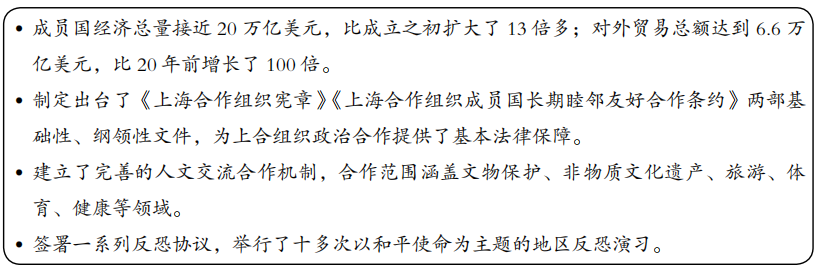 • 成员国经济总量接近 20 万亿美元，比成立之初扩大了 13 倍多；对外贸易总额达到 6.6 万
亿美元，比 20 年前增长了 100 倍。
• 制定出台了《上海合作组织宪章》《上海合作组织成员国长期睦邻友好合作条约》两部基
础性、纲领性文件，为上合组织政治合作提供了基本法律保障。
• 建立了完善的人文交流合作机制，合作范围涵盖文物保护、非物质文化遗产、旅游、体
育、健康等领域。
• 签署一系列反恐协议，举行了十多次以和平使命为主题的地区反恐演习。